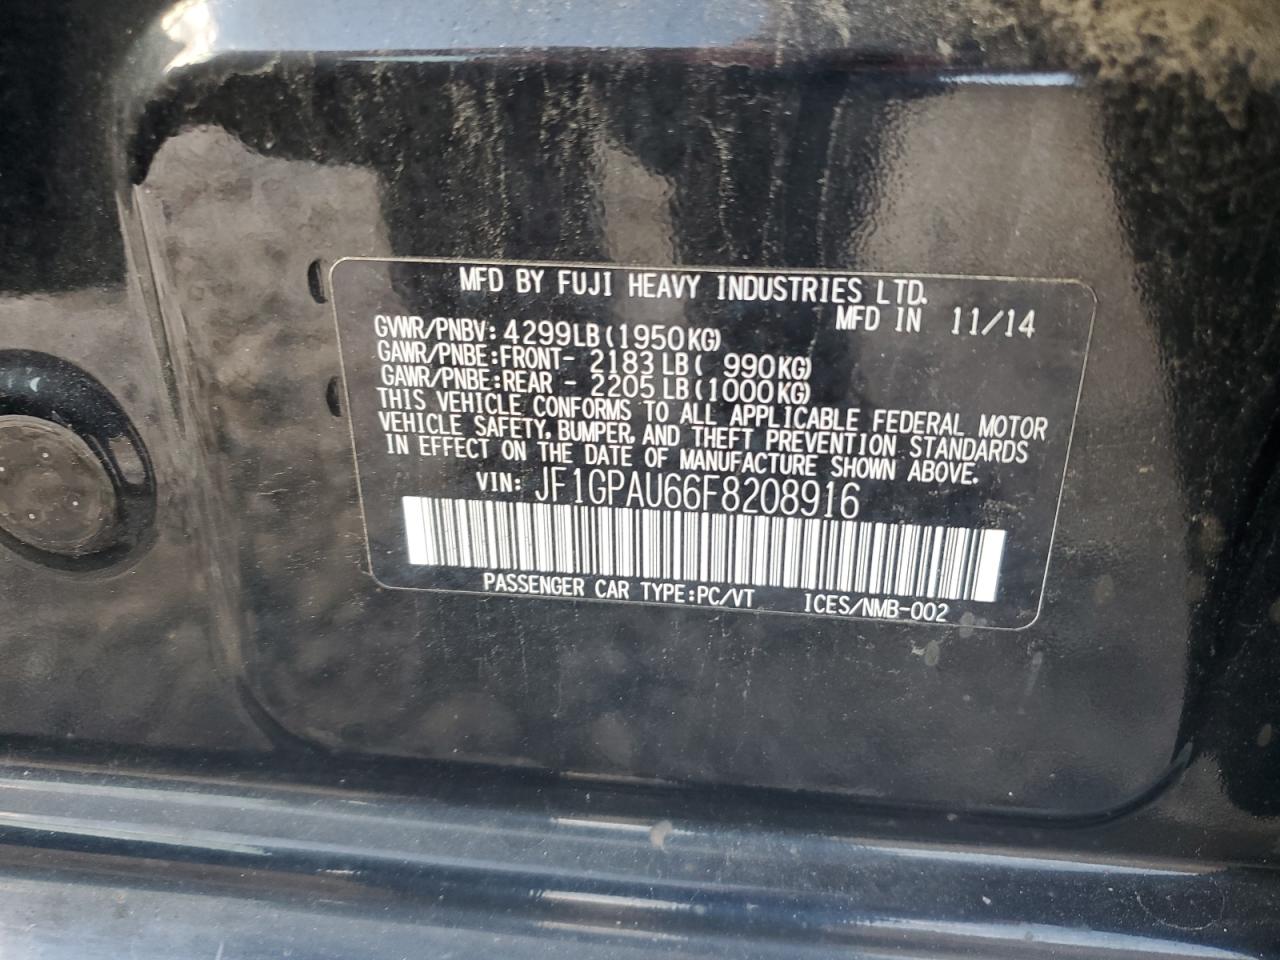 MFD BY FUJI HEAVY INDUSTRIES LTD.
MFD IN 11/14
GVWR/PNBV: 4299LB(1950KG)
GAWR/PNBE:FRONT- 2183LB( 990KG)
GAWR/PNBE:REAR - 2205LB(1000KG)
THIS VEHICLE CONFORMS TO ALL APPLICABLE FEDERAL MOTOR
VEHICLE SAFETY, BUMPER, AND THEFT PREVENTION STANDARDS
IN EFFECT ON THE DATE OF MANUFACTURE SHOWN ABOVE.
VIN: JF1GPAU66F8208916
PASSENGER CAR TYPE:PC/VT ICES/NMB-002